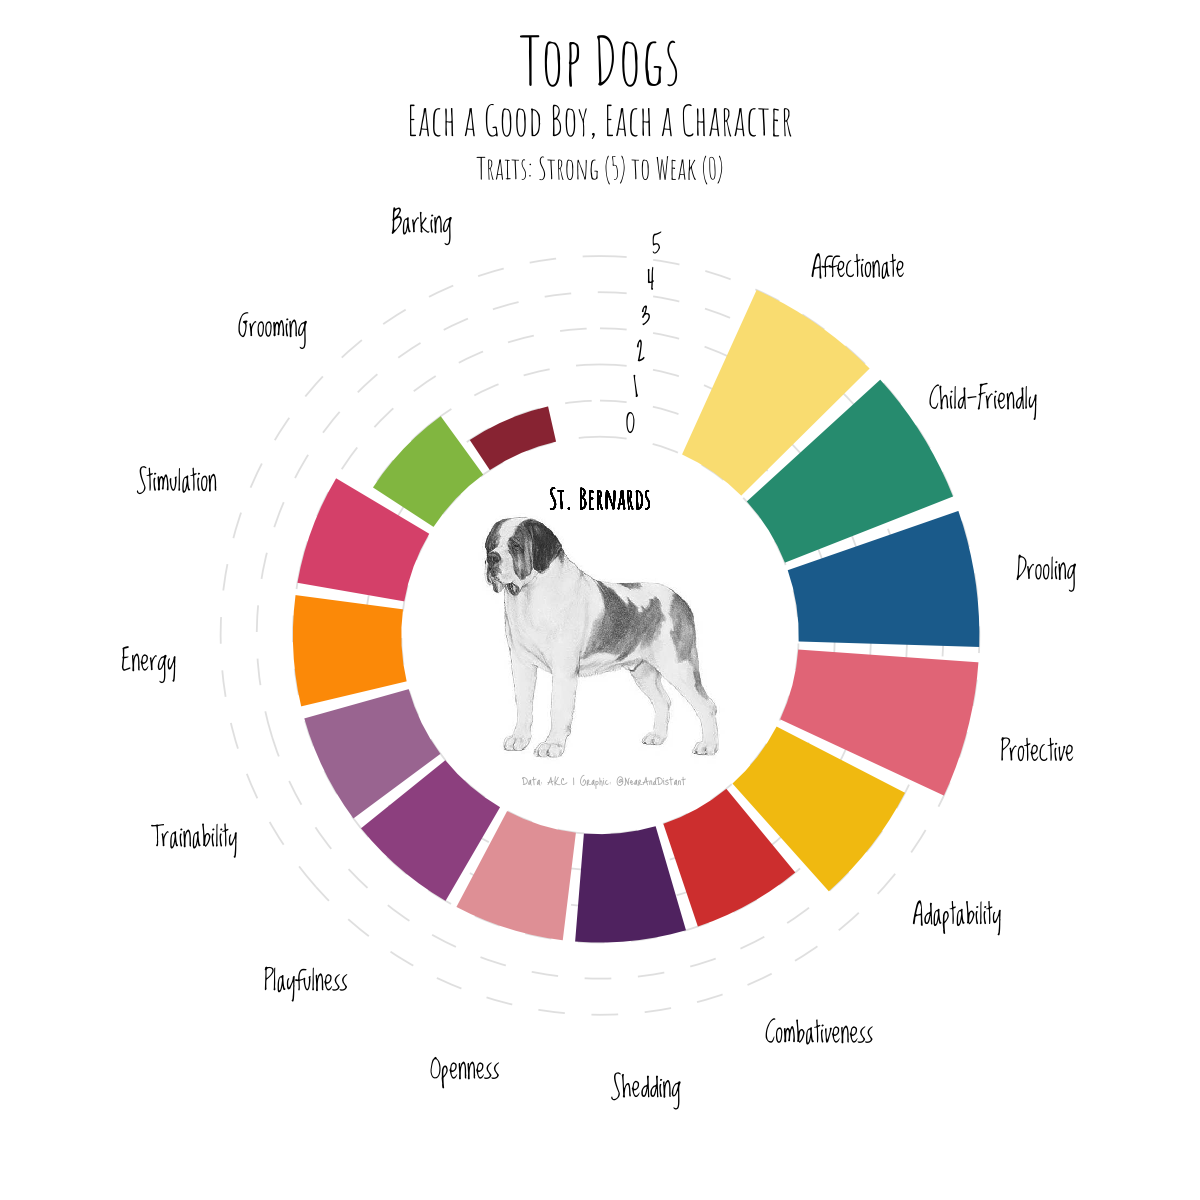 Top Dogs
Each a Good Boy, Each a Character
Traits: Strong (5) to Weak (0)
Barking
5
4
3
2
1
0
Affectionate
Child-Friendly
Drooling
Protective
Adaptability
Combativeness
Shedding
Openness
Playfulness
Trainability
Energy
Stimulation
Grooming
St. Bernards
Data: AKC | Graphic: @NearAndDistant